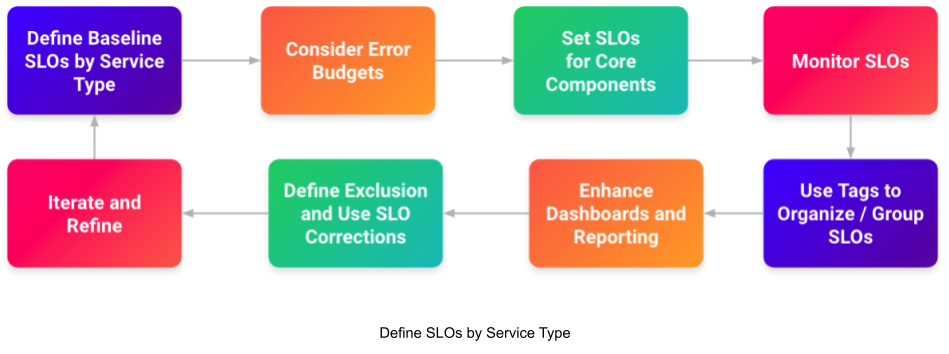 Define Baseline
SLOs by Service
Type
Consider Error
Budgets
Set SLOs
for Core
Components
Monitor SLOs
Use Tags to
Organize / Group
SLOs
Enhance
Dashboards and
Reporting
Define Exclusion
and Use SLO
Corrections
Iterate and
Refine
Define SLOs by Service Type